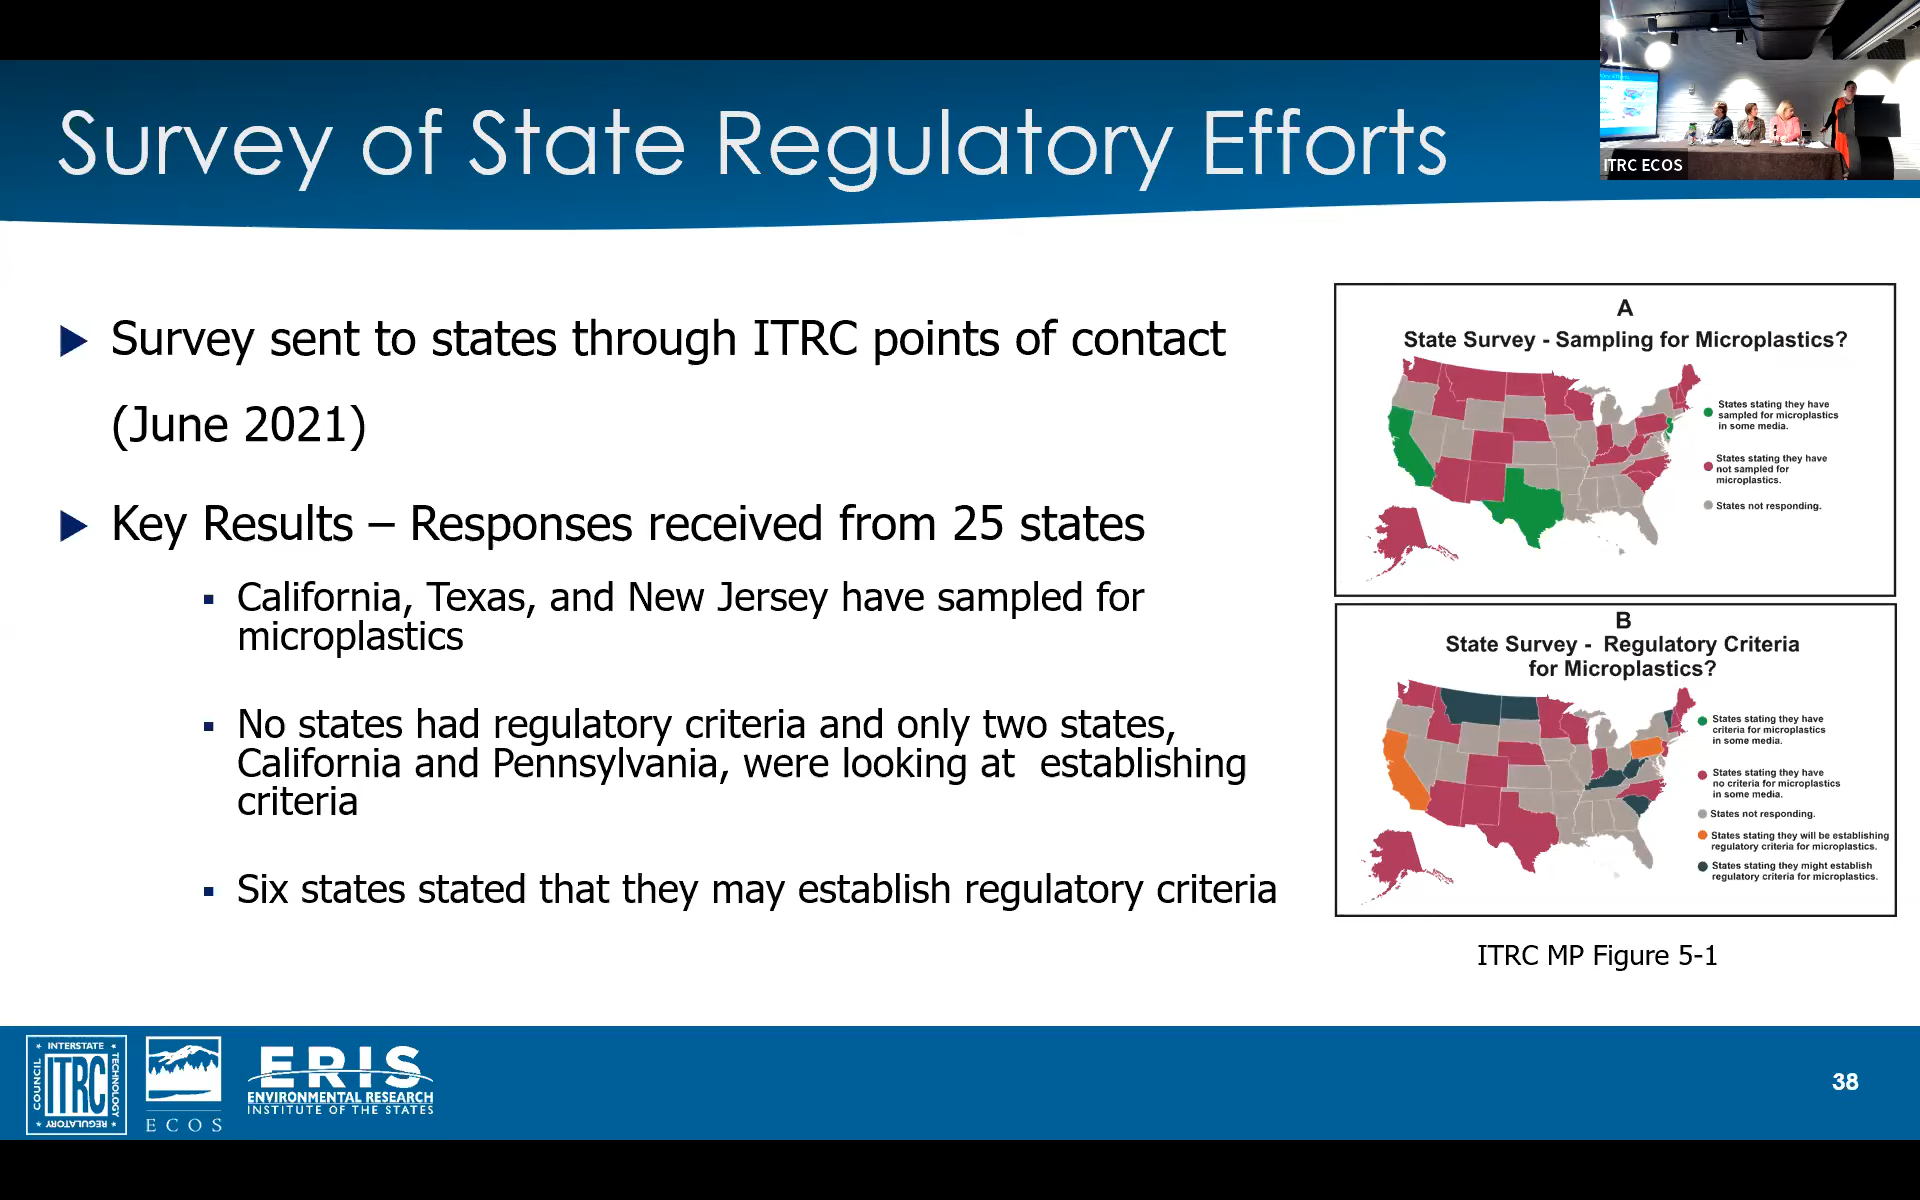 Survey of State Regulatory Efforts
ITRC ECOS
Survey sent to states through ITRC points of contact
(June 2021)
Key Results – Responses received from 25 states
California, Texas, and New Jersey have sampled for
microplastics
No states had regulatory criteria and only two states,
California and Pennsylvania, were looking at  establishing
criteria
Six states stated that they may establish regulatory criteria
A
State Survey - Sampling for Microplastics?
States stating they have
sampled for microplastics
in some media.
States stating they have
not sampled for
microplastics.
States not responding.
B
State Survey -  Regulatory Criteria
for Microplastics?
States stating they have
criteria for microplastics
in some media.
States stating they have
no criteria for microplastics
in some media.
States not responding.
States stating they will be establishing
regulatory criteria for microplastics.
States stating they might establish
regulatory criteria for microplastics.
ITRC MP Figure 5-1
INTERSTATE
TECHNOLOGY
REGULATORY
COUNCIL
ITRC
ECOS
ERIS
ENVIRONMENTAL RESEARCH
INSTITUTE OF THE STATES
38